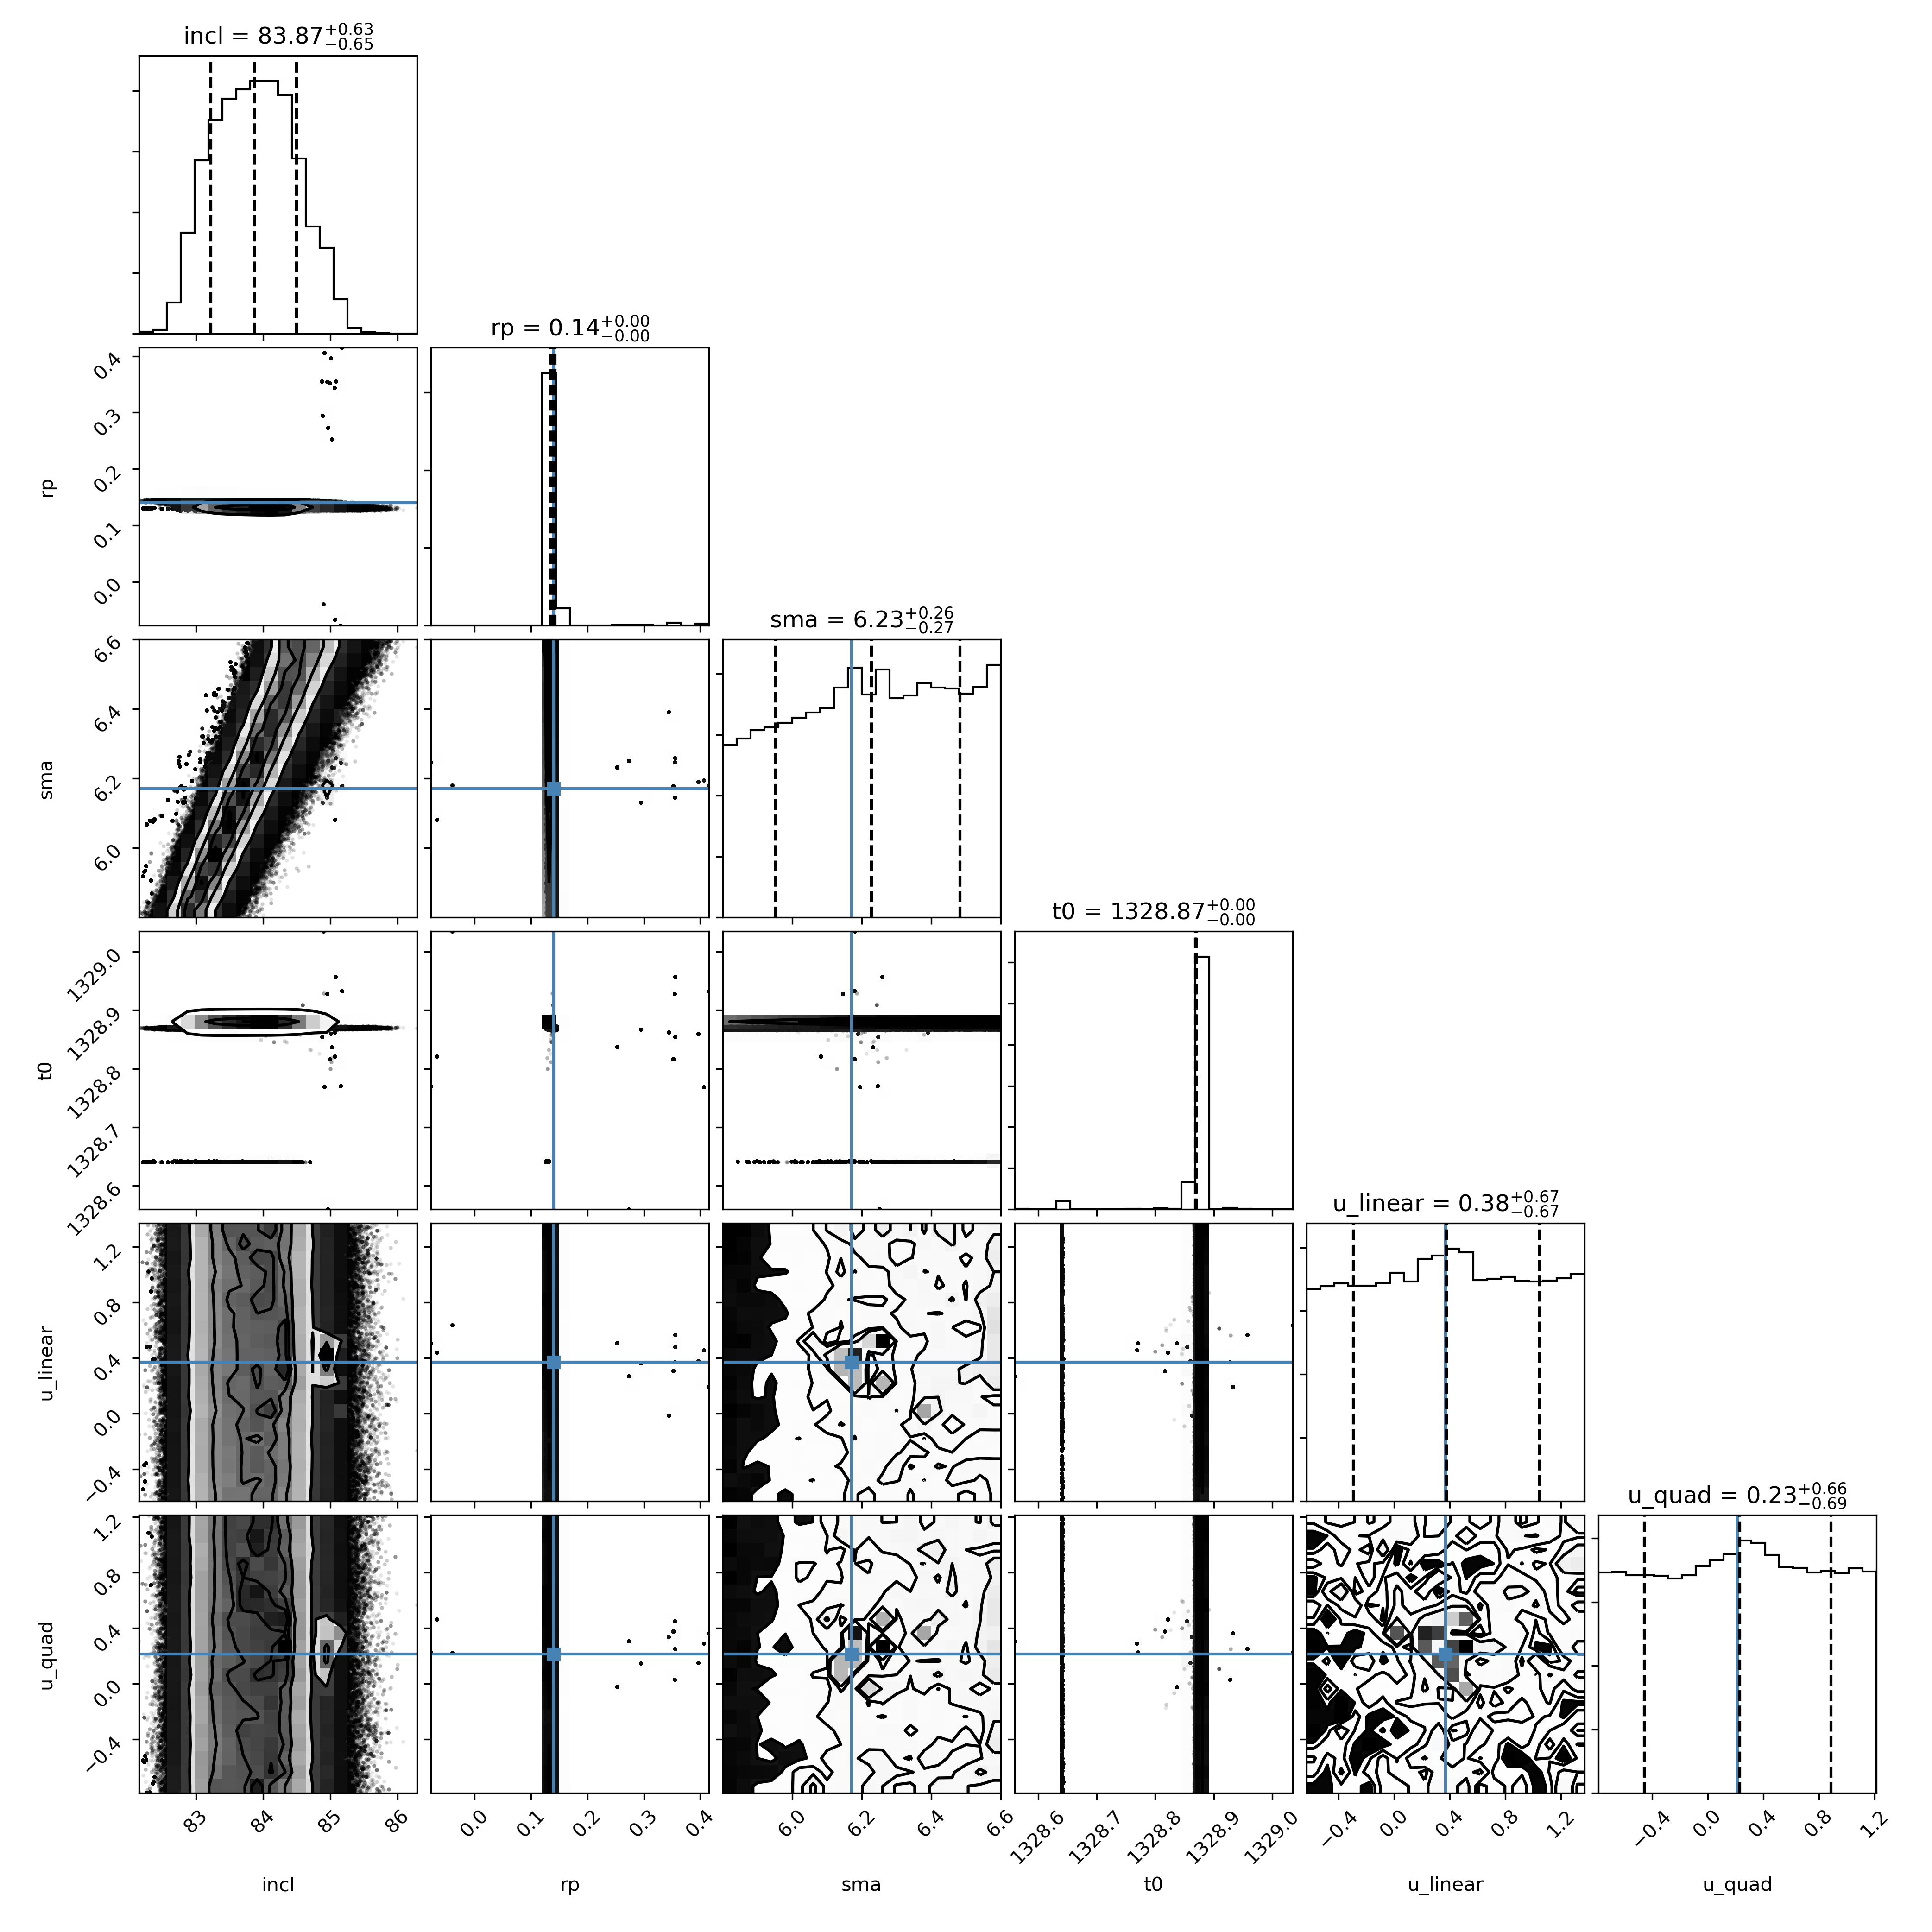 incl = 83.87+0.63−0.65
rp = 0.14+0.00−0.00
0.4
0.3
0.2
0.1
0.0
rp
sma = 6.23+0.26−0.27
6.6
6.4
6.2
6.0
sma
t0 = 1328.87+0.00−0.00
1329.0
1328.9
1328.8
1328.7
1328.6
t0
u_linear = 0.38+0.67−0.67
1.2
0.8
0.4
0.0
−0.4
u_linear
u_quad = 0.23+0.66−0.69
1.2
0.8
0.4
0.0
−0.4
u_quad
83 84 85 86 0.0 0.1 0.2 0.3 0.4 6.0 6.2 6.4 6.6 1328.6 1328.7 1328.8 1328.9 1329.0 −0.4 0.0 0.4 0.8 1.2 −0.4 0.0 0.4 0.8 1.2
incl rp sma t0 u_linear u_quad